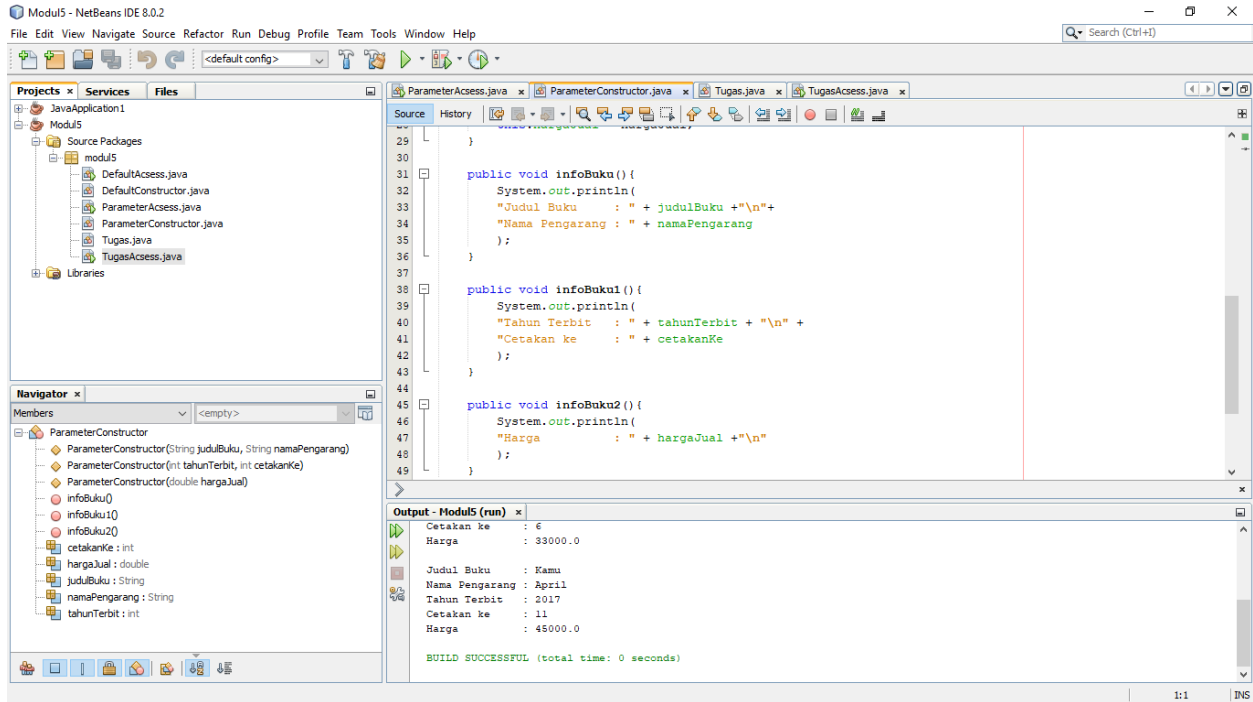 Modul5 - NetBeans IDE 8.0.2
File Edit View Navigate Source Refactor Run Debug Profile Team Tools Window Help
Search (Ctrl+I)
<default config>
Projects Services Files
JavaApplication1
Modul5
Source Packages
modul5
DefaultAcsess.java
DefaultConstructor.java
ParameterAcsess.java
ParameterConstructor.java
Tugas.java
TugasAcsess.java
Libraries
Navigator
Members <empty>
ParameterConstructor
ParameterConstructor(String judulBuku, String namaPengarang)
ParameterConstructor(int tahunTerbit, int cetakanKe)
ParameterConstructor(double hargaJual)
infoBuku()
infoBuku1()
infoBuku2()
cetakanKe : int
hargaJual : double
judulBuku : String
namaPengarang : String
tahunTerbit : int
ParameterAcsess.java ParameterConstructor.java Tugas.java TugasAcsess.java
Source History
29 }
30
31 public void infoBuku(){
32 System.out.println(
33 "Judul Buku : " + judulBuku +"\n"+
34 "Nama Pengarang : " + namaPengarang
35 );
36 }
37
38 public void infoBuku1(){
39 System.out.println(
40 "Tahun Terbit : " + tahunTerbit + "\n" +
41 "Cetakan ke : " + cetakanKe
42 );
43 }
44
45 public void infoBuku2(){
46 System.out.println(
47 "Harga : " + hargaJual +"\n"
48 );
49 }
Output - Modul5 (run)
Cetakan ke : 6
Harga : 33000.0
Judul Buku : Kamu
Nama Pengarang : April
Tahun Terbit : 2017
Cetakan ke : 11
Harga : 45000.0
BUILD SUCCESSFUL (total time: 0 seconds)
1:1 INS